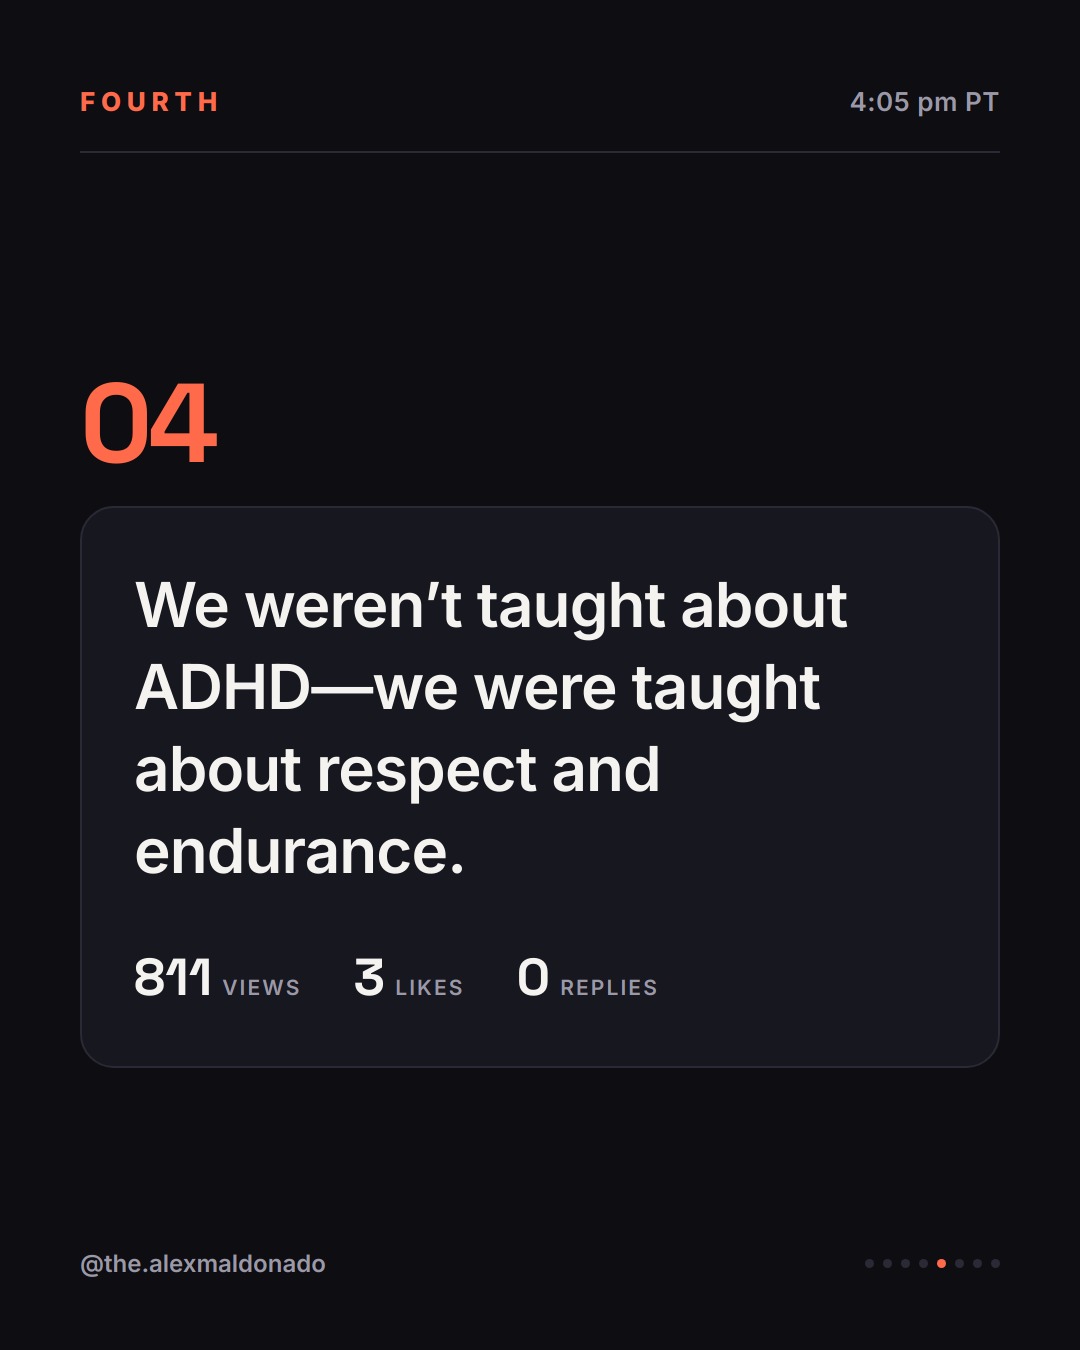 FOURTH
4:05 pm PT
04
We weren’t taught about
ADHD—we were taught
about respect and
endurance.
811 VIEWS 3 LIKES 0 REPLIES
@the.alexmaldonado